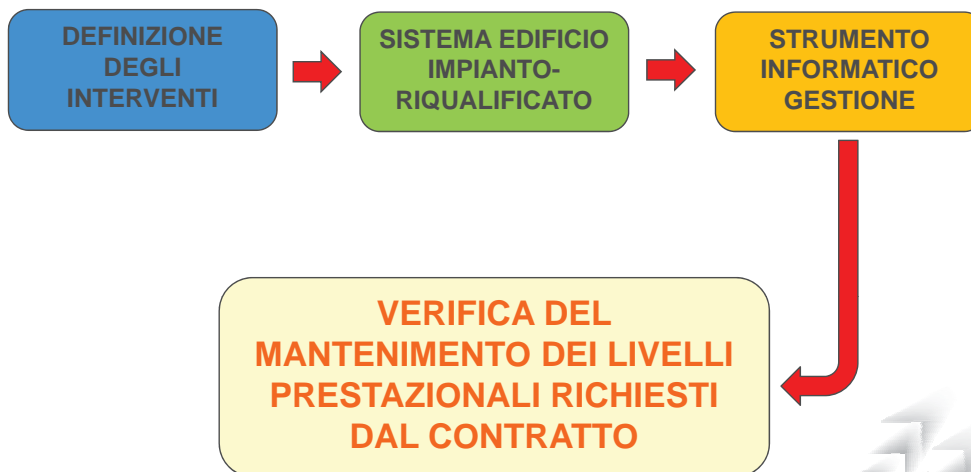 DEFINIZIONE
DEGLI
INTERVENTI
SISTEMA EDIFICIO
IMPIANTO-
RIQUALIFICATO
STRUMENTO
INFORMATICO
GESTIONE
VERIFICA DEL
MANTENIMENTO DEI LIVELLI
PRESTAZIONALI RICHIESTI
DAL CONTRATTO